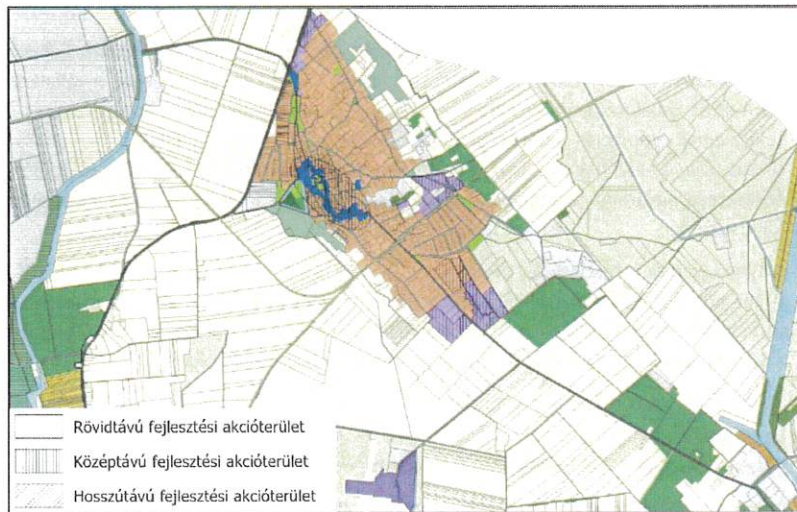 Rövidtávú fejlesztési akcióterület
Középtávú fejlesztési akcióterület
Hosszútávú fejlesztési akcióterület